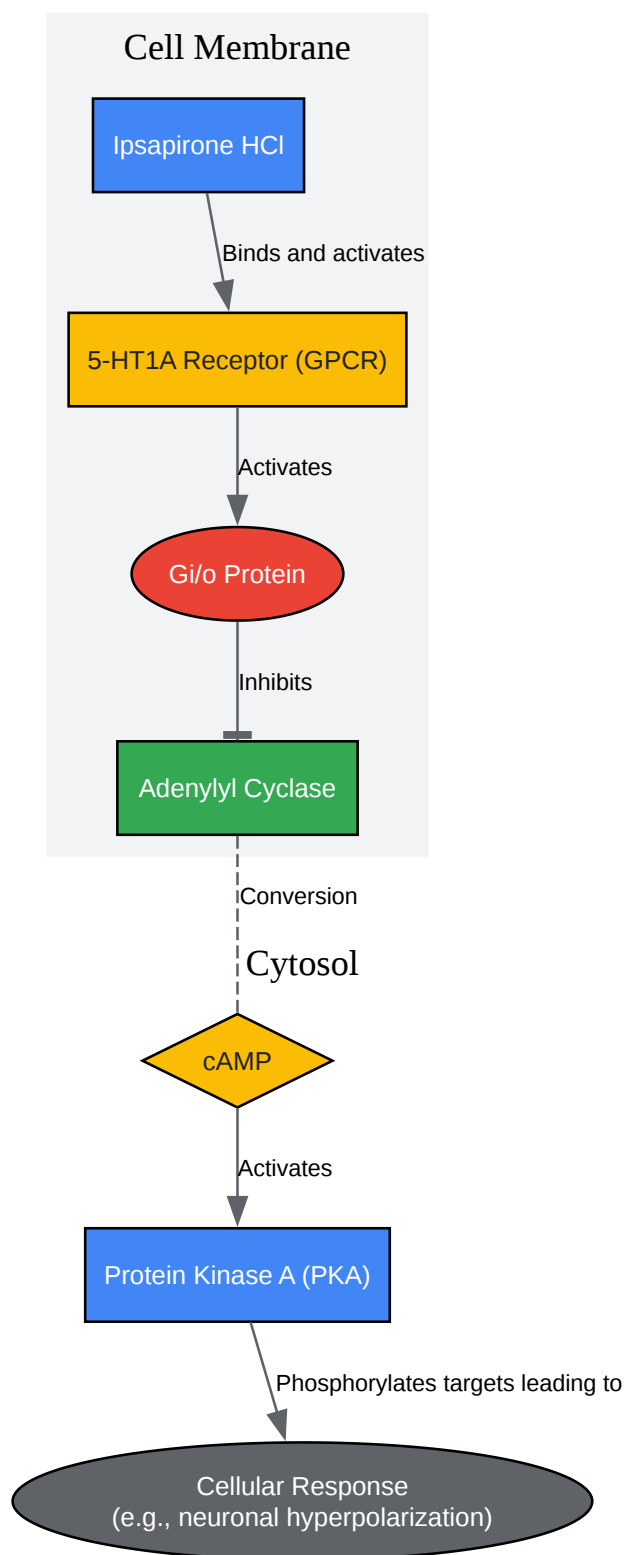 Cell Membrane
Ipsapirone HCl
Binds and activates
5-HT1A Receptor (GPCR)
Activates
Gi/o Protein
Inhibits
Adenylyl Cyclase
Conversion
Cytosol
cAMP
Activates
Protein Kinase A (PKA)
Phosphorylates targets leading to
Cellular Response
(e.g., neuronal hyperpolarization)